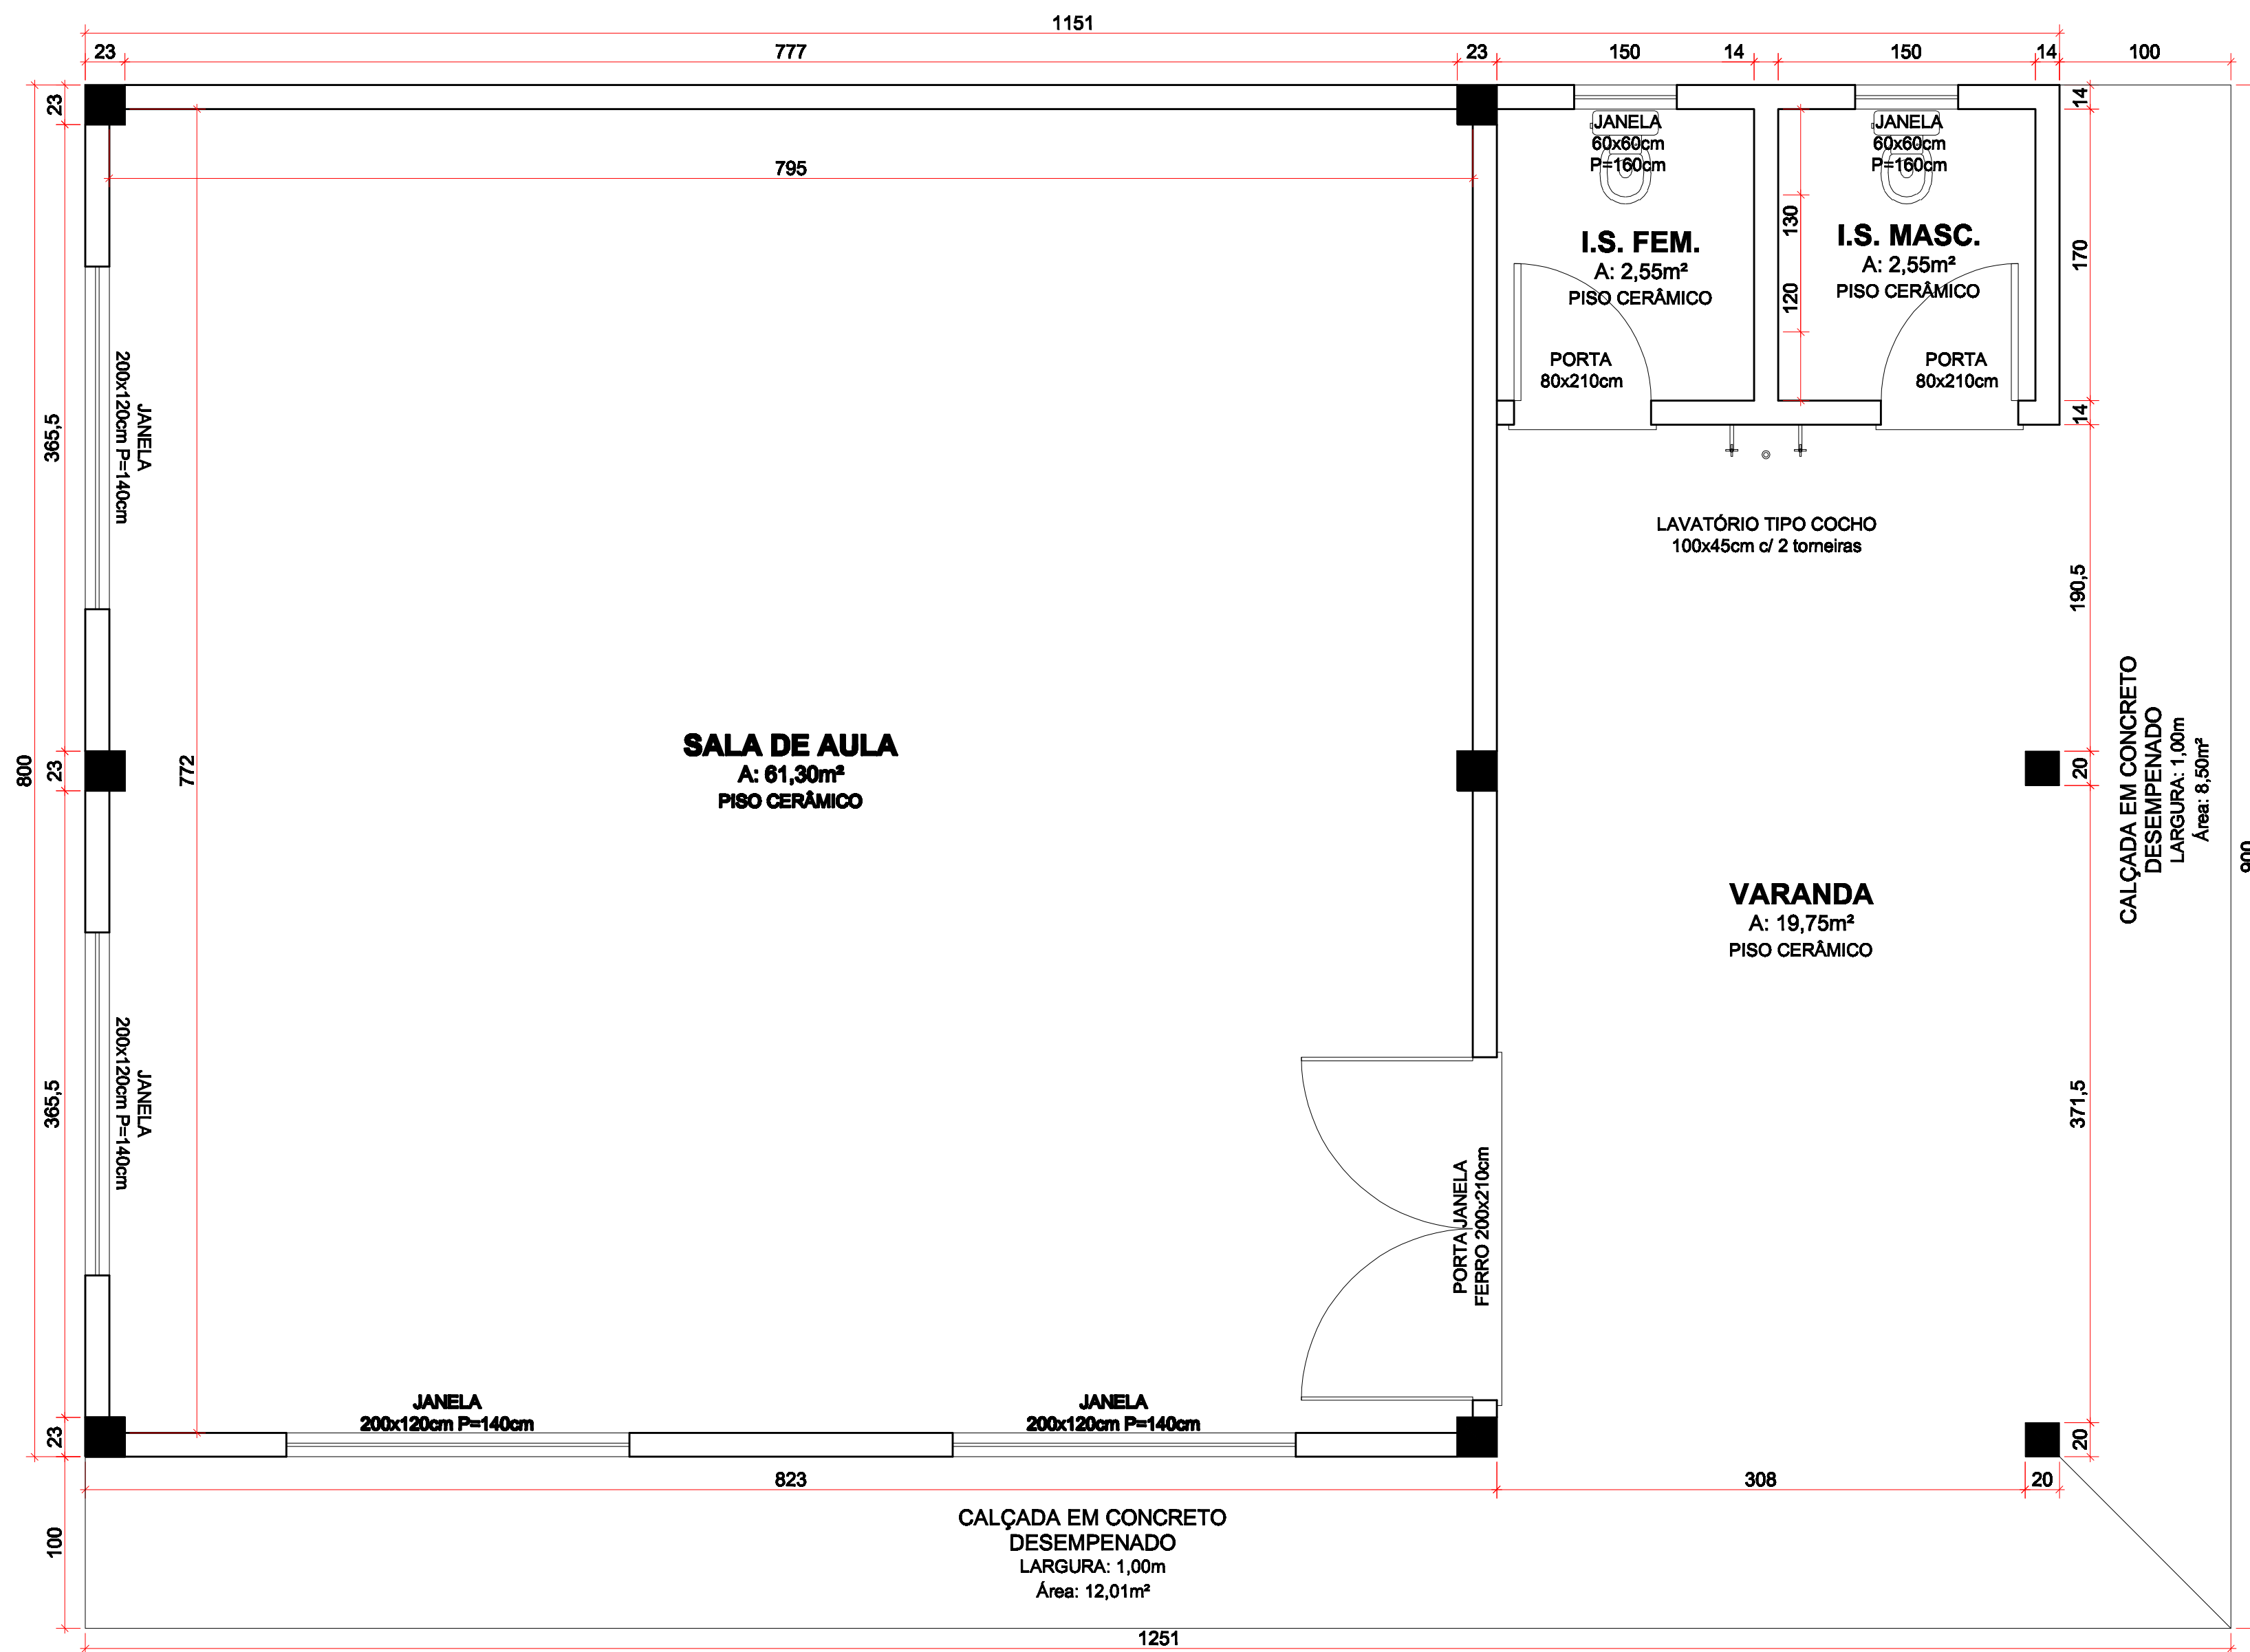 1151
23
777
23
150
14
150
14
100
23
14
JANELA
60x60cm
P=160cm
JANELA
60x60cm
P=160cm
795
130
170
I.S. FEM.
A: 2,55m²
PISO CERÂMICO
I.S. MASC.
A: 2,55m²
PISO CERÂMICO
120
PORTA
80x210cm
PORTA
80x210cm
14
365,5
JANELA
200x120cm P=140cm
LAVATÓRIO TIPO COCHO
100x45cm c/ 2 torneiras
190,5
800
23
772
SALA DE AULA
A: 61,30m²
PISO CERÂMICO
20
CALÇADA EM CONCRETO
DESEMPENADO
LARGURA: 1,00m
Área: 8,50m²
900
VARANDA
A: 19,75m²
PISO CERÂMICO
365,5
JANELA
200x120cm P=140cm
371,5
PORTA JANELA
FERRO 200x210cm
JANELA
200x120cm P=140cm
JANELA
200x120cm P=140cm
23
20
823
308
20
100
CALÇADA EM CONCRETO
DESEMPENADO
LARGURA: 1,00m
Área: 12,01m²
1251